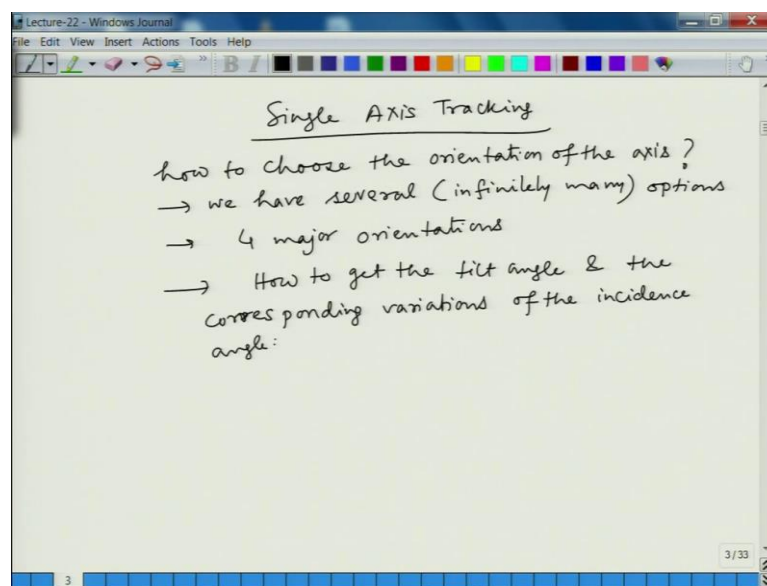 Lecture-22 - Windows Journal
File Edit View Insert Actions Tools Help
B I
Single Axis Tracking
how to choose the orientation of the axis?
→ we have several (infinitely many) options
→ 4 major orientations
→ How to get the tilt angle & the
corresponding variations of the incidence
angle:
3/33
3